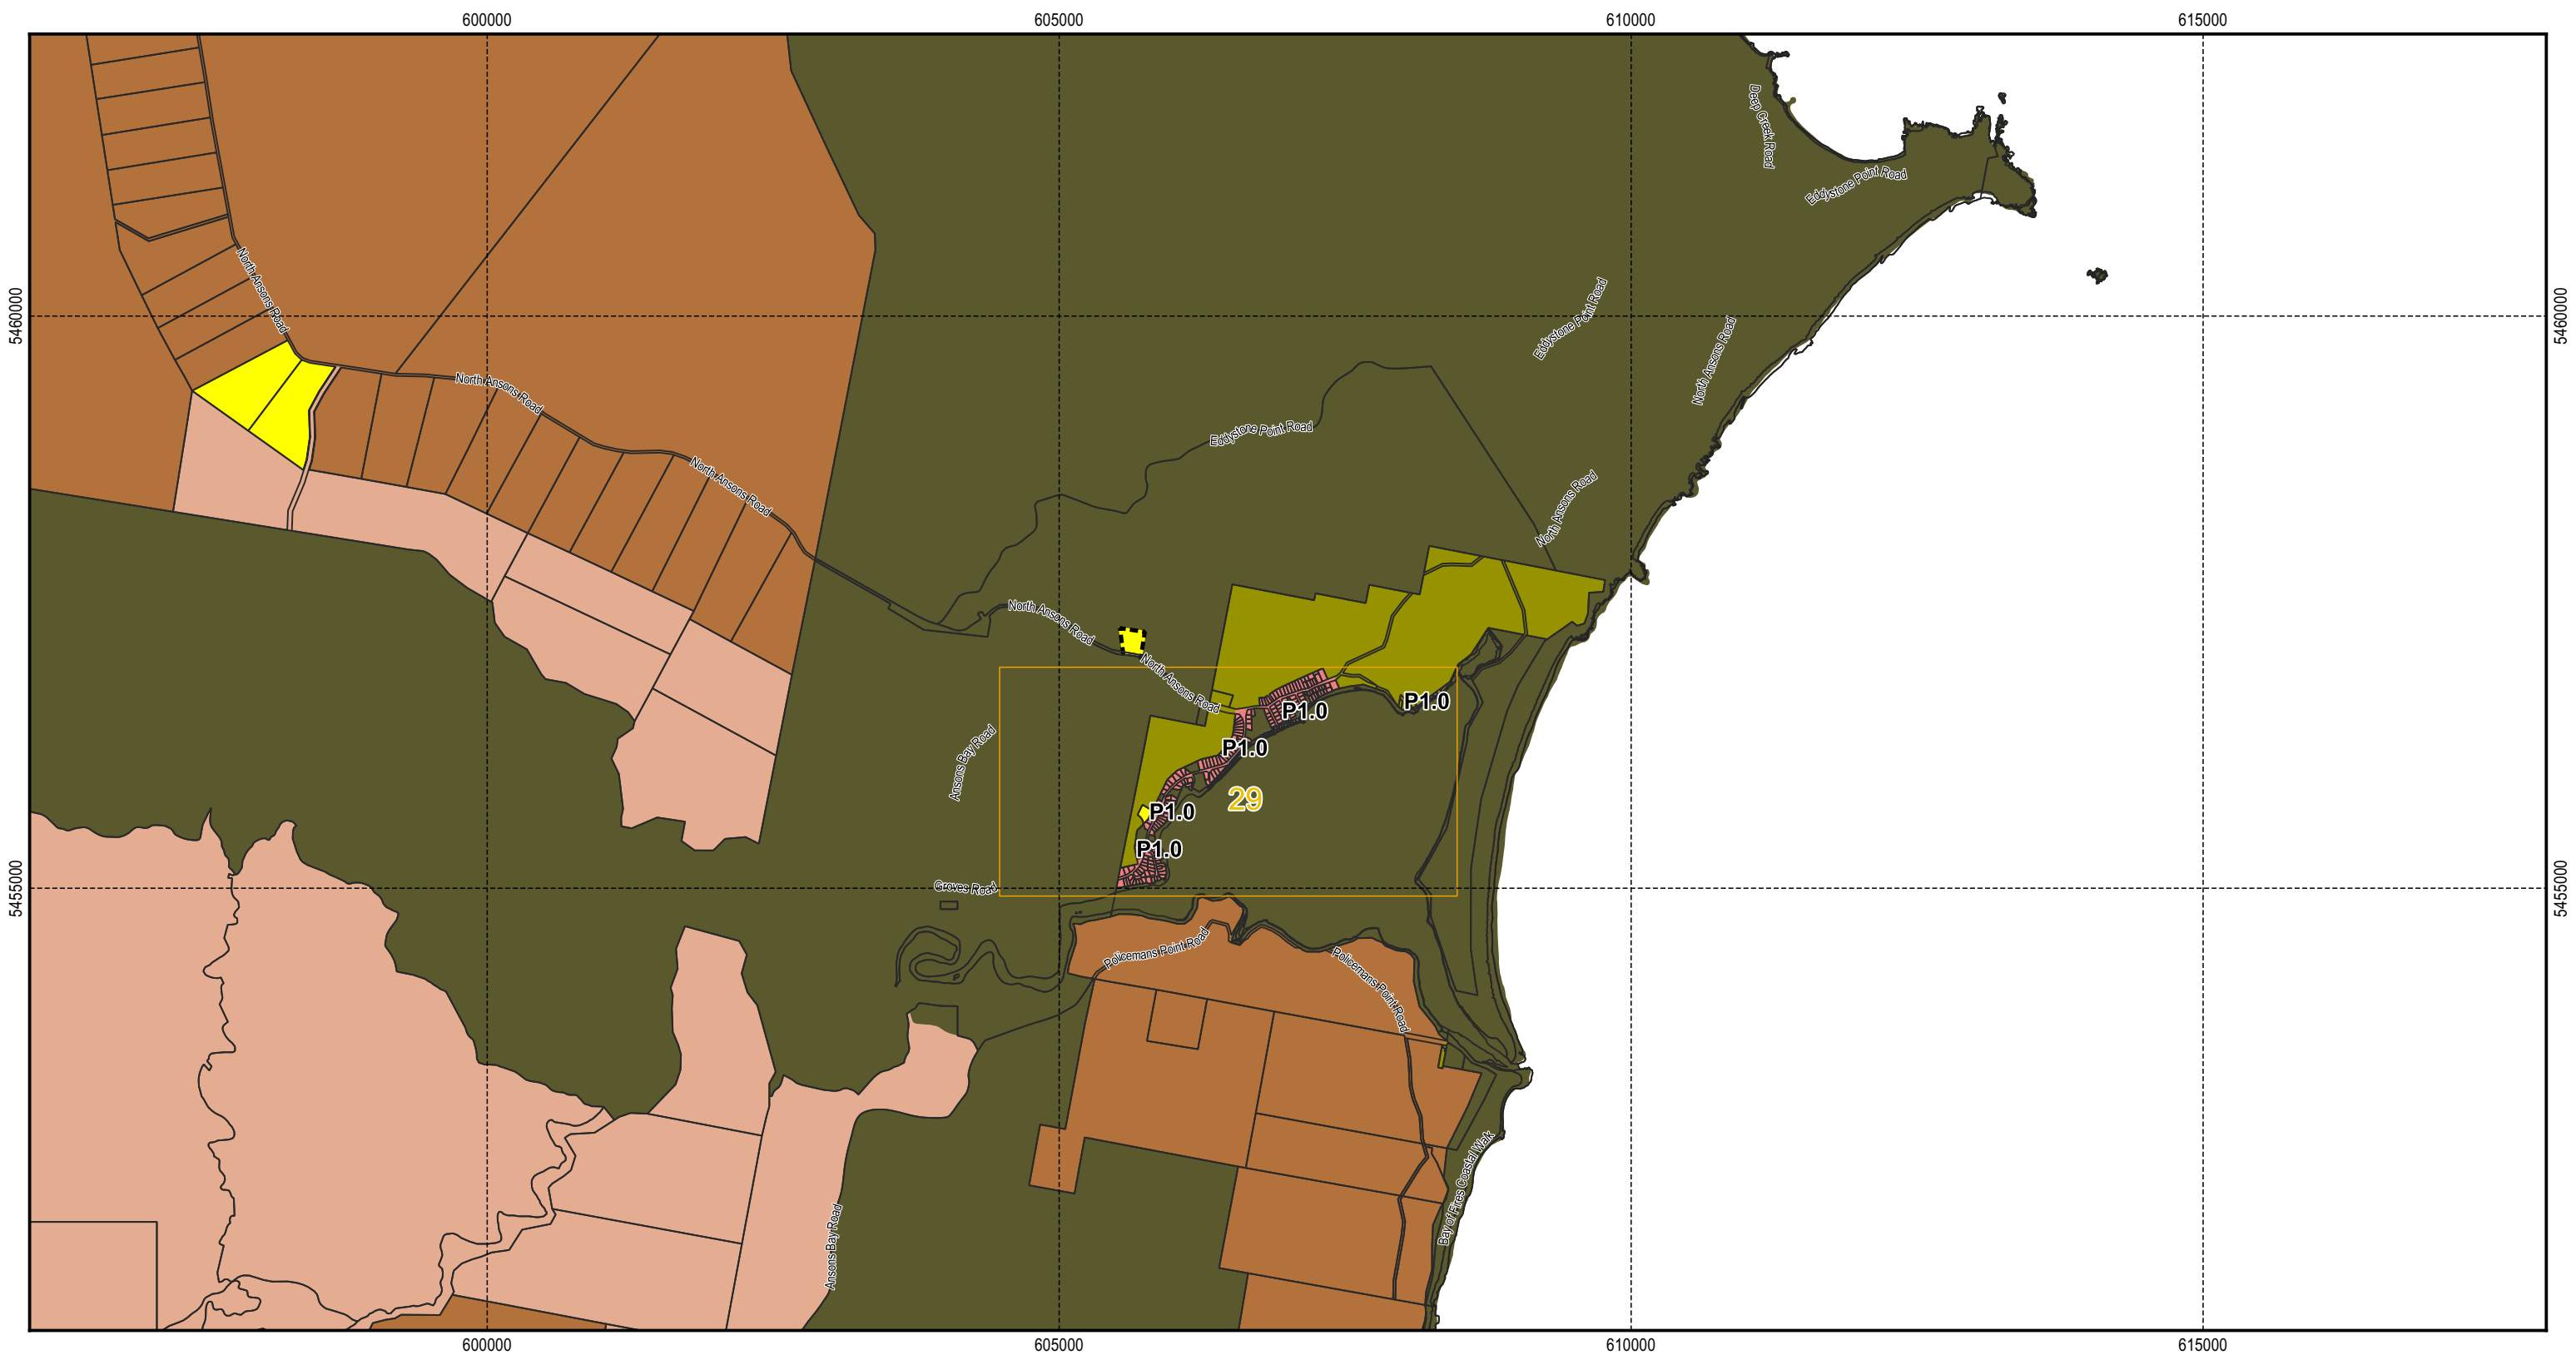 600000
605000
610000
615000
Deep Creek Road
Eddystone Point Road
North Ansons Road
5460000
5460000
Eddystone Point Road
North Ansons Road
North Ansons Road
Eddystone Point Road
North Ansons Road
North Ansons Road
North Ansons Road
North Ansons Road
P1.0
P1.0
Ansons Bay Road
P1.0
29
P1.0
P1.0
5455000
Groves Road
5455000
Policemans Point Road
Policemans Point Road
Bay of Fires Coastal Walk
Ansons Bay Road
600000
605000
610000
615000